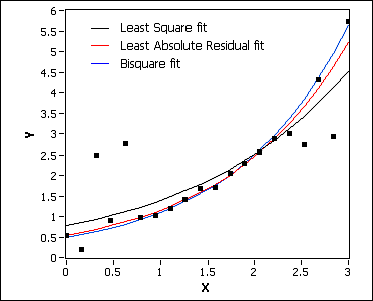 6
5.5
5
4.5
4
3.5
3
2.5
2
1.5
1
0.5
0
Y
Least Square fit
Least Absolute Residual fit
Bisquare fit
0 0.5 1 1.5 2 2.5 3
X